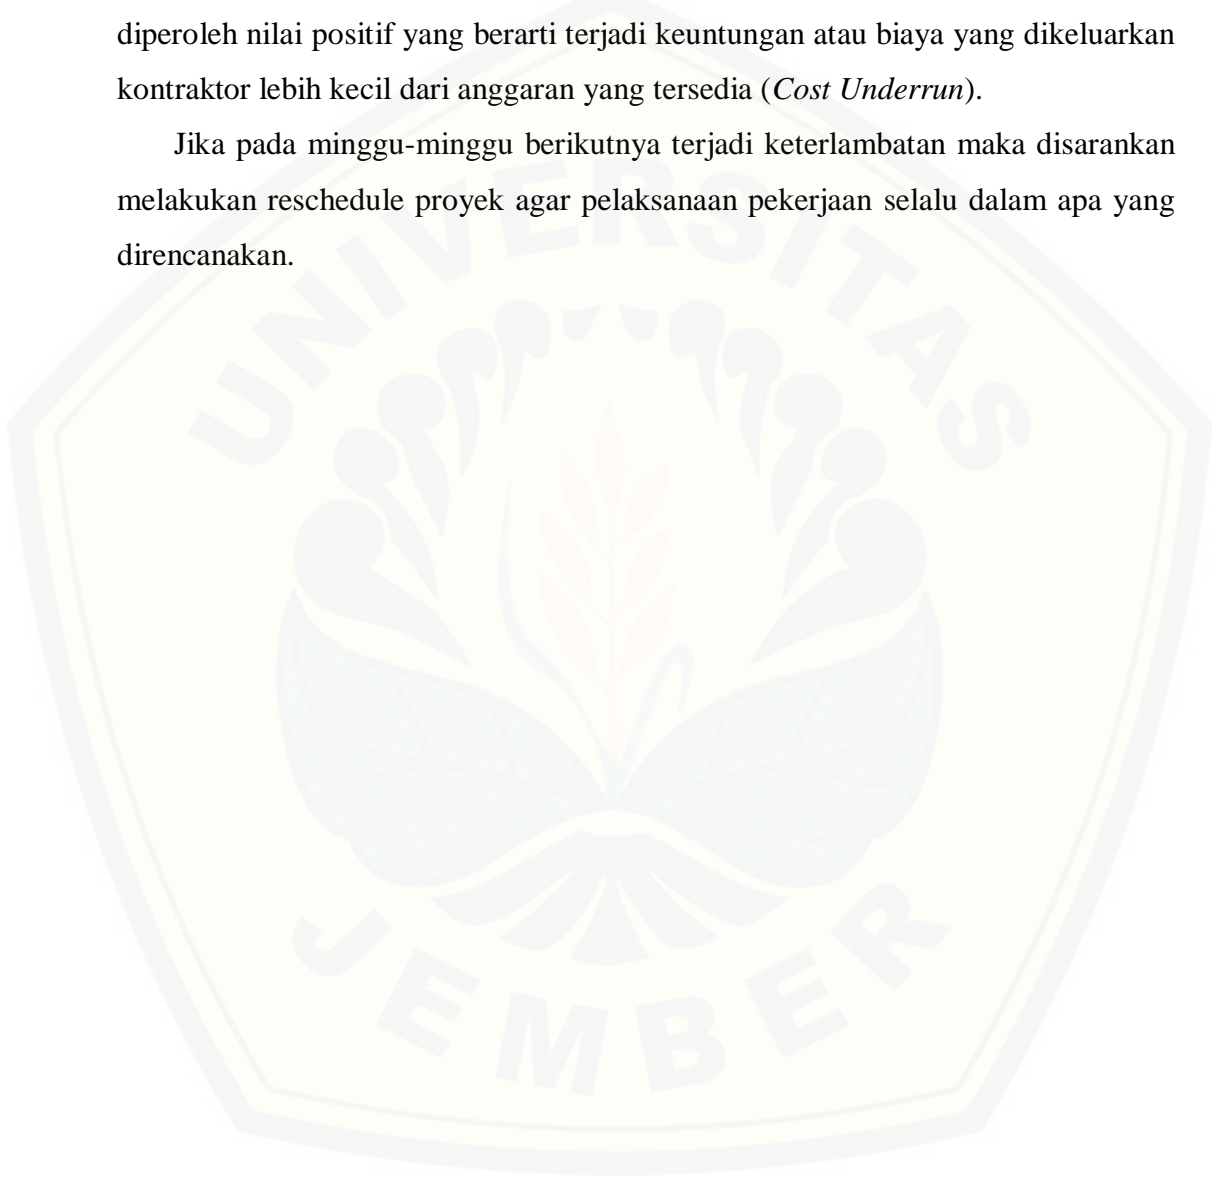 diperoleh nilai positif yang berarti terjadi keuntungan atau biaya yang dikeluarkan
kontraktor lebih kecil dari anggaran yang tersedia (Cost Underrun).
Jika pada minggu-minggu berikutnya terjadi keterlambatan maka disarankan
melakukan reschedule proyek agar pelaksanaan pekerjaan selalu dalam apa yang
direncanakan.
UNIVERSITAS
JEMBER